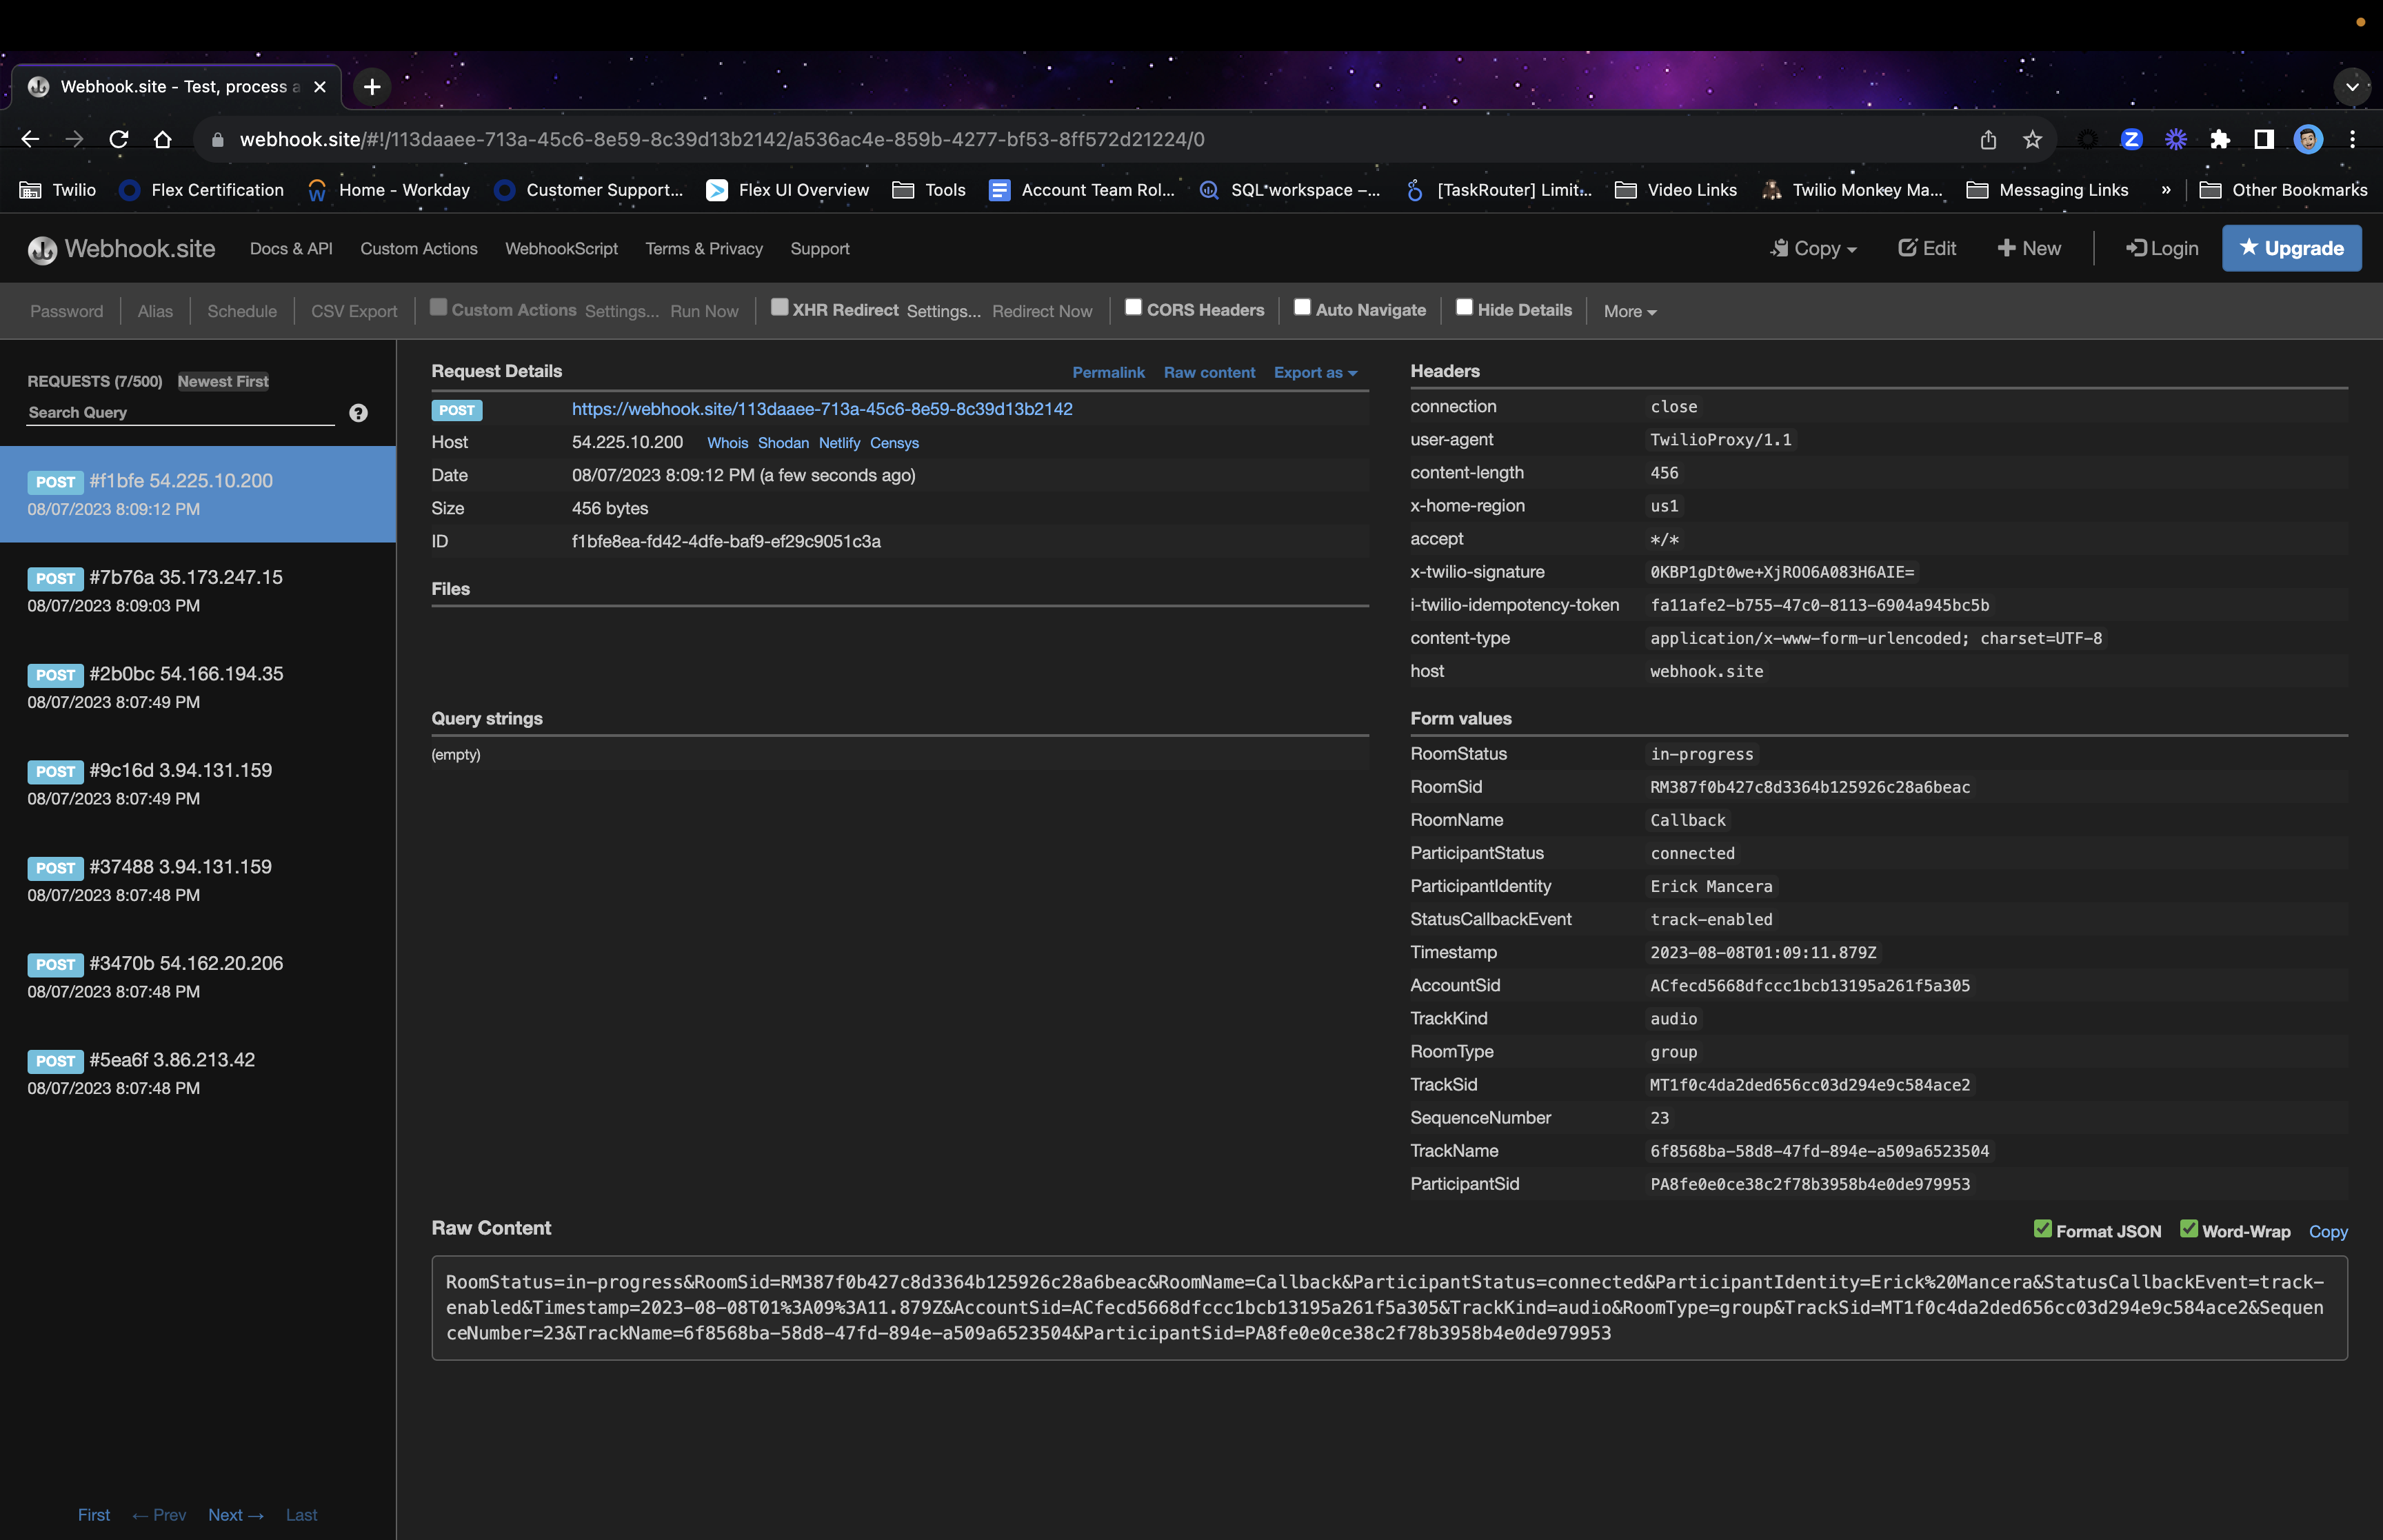 Webhook.site - Test, process a
webhook.site/#!/113daaee-713a-45c6-8e59-8c39d13b2142/a536ac4e-859b-4277-bf53-8ff572d21224/0
Twilio Flex Certification Home - Workday Customer Support... Flex UI Overview Tools Account Team Rol... SQL workspace –... [TaskRouter] Limit... Video Links Twilio Monkey Ma... Messaging Links » Other Bookmarks
Webhook.site Docs & API Custom Actions WebhookScript Terms & Privacy Support Copy Edit New Login Upgrade
Password Alias Schedule CSV Export Custom Actions Settings... Run Now XHR Redirect Settings... Redirect Now CORS Headers Auto Navigate Hide Details More
REQUESTS (7/500) Newest First
Search Query
POST #f1bfe 54.225.10.200
08/07/2023 8:09:12 PM
POST #7b76a 35.173.247.15
08/07/2023 8:09:03 PM
POST #2b0bc 54.166.194.35
08/07/2023 8:07:49 PM
POST #9c16d 3.94.131.159
08/07/2023 8:07:49 PM
POST #37488 3.94.131.159
08/07/2023 8:07:48 PM
POST #3470b 54.162.20.206
08/07/2023 8:07:48 PM
POST #5ea6f 3.86.213.42
08/07/2023 8:07:48 PM
First ← Prev Next → Last
Request Details Permalink Raw content Export as
POST https://webhook.site/113daaee-713a-45c6-8e59-8c39d13b2142
Host 54.225.10.200 Whois Shodan Netlify Censys
Date 08/07/2023 8:09:12 PM (a few seconds ago)
Size 456 bytes
ID f1bfe8ea-fd42-4dfe-baf9-ef29c9051c3a
Files
Query strings
(empty)
Headers
connection close
user-agent TwilioProxy/1.1
content-length 456
x-home-region us1
accept */*
x-twilio-signature 0KBP1gDt0we+XjROO6A083H6AIE=
i-twilio-idempotency-token fa11afe2-b755-47c0-8113-6904a945bc5b
content-type application/x-www-form-urlencoded; charset=UTF-8
host webhook.site
Form values
RoomStatus in-progress
RoomSid RM387f0b427c8d3364b125926c28a6beac
RoomName Callback
ParticipantStatus connected
ParticipantIdentity Erick Mancera
StatusCallbackEvent track-enabled
Timestamp 2023-08-08T01:09:11.879Z
AccountSid ACfecd5668dfccc1bcb13195a261f5a305
TrackKind audio
RoomType group
TrackSid MT1f0c4da2ded656cc03d294e9c584ace2
SequenceNumber 23
TrackName 6f8568ba-58d8-47fd-894e-a509a6523504
ParticipantSid PA8fe0e0ce38c2f78b3958b4e0de979953
Raw Content Format JSON Word-Wrap Copy
RoomStatus=in-progress&RoomSid=RM387f0b427c8d3364b125926c28a6beac&RoomName=Callback&ParticipantStatus=connected&ParticipantIdentity=Erick%20Mancera&StatusCallbackEvent=track-
enabled&Timestamp=2023-08-08T01%3A09%3A11.879Z&AccountSid=ACfecd5668dfccc1bcb13195a261f5a305&TrackKind=audio&RoomType=group&TrackSid=MT1f0c4da2ded656cc03d294e9c584ace2&Seque
nceNumber=23&TrackName=6f8568ba-58d8-47fd-894e-a509a6523504&ParticipantSid=PA8fe0e0ce38c2f78b3958b4e0de979953